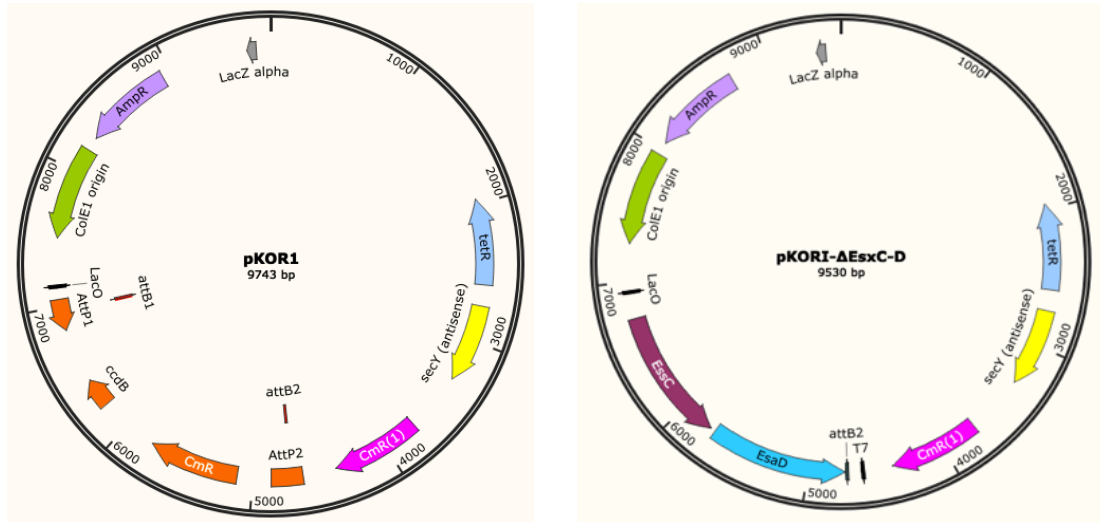 LacZ alpha
1000
2000
tetR
3000
secY (antisense)
4000
CmR(1)
5000
AttP2
attB2
CmR
6000
ccdB
7000
AttP1
LacO
attB1
ColE1 origin
8000
AmpR
9000
pKOR1
9743 bp
LacZ alpha
1000
2000
tetR
3000
secY (antisense)
4000
CmR(1)
T7
attB2
5000
EsaD
6000
EssC
7000
LacO
ColE1 origin
8000
AmpR
9000
pKORI-ΔEsxC-D
9530 bp